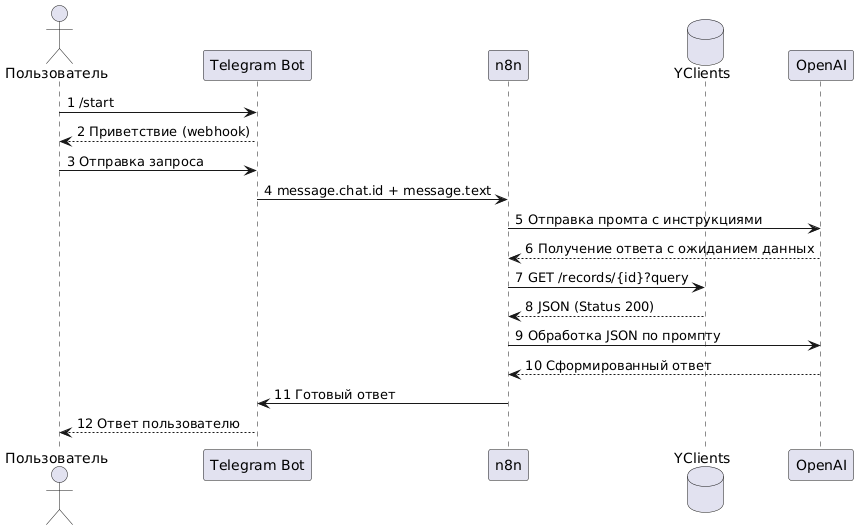 Пользователь
Telegram Bot
n8n
YClients
OpenAI
1 /start
2 Приветствие (webhook)
3 Отправка запроса
4 message.chat.id + message.text
5 Отправка промта с инструкциями
6 Получение ответа с ожиданием данных
7 GET /records/{id}?query
8 JSON (Status 200)
9 Обработка JSON по промпту
10 Сформированный ответ
11 Готовый ответ
12 Ответ пользователю
Пользователь
Telegram Bot
n8n
YClients
OpenAI